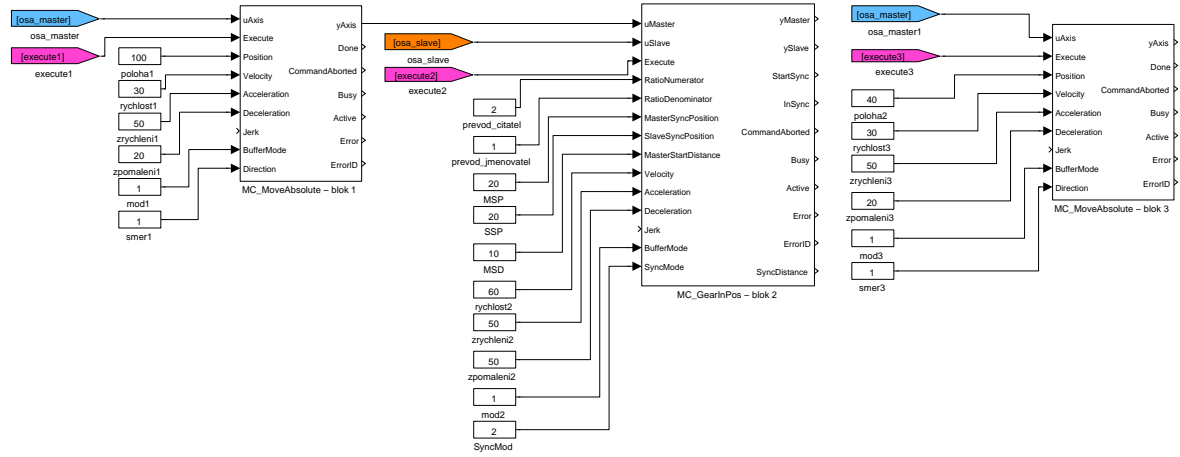 [osa_master]
osa_master
[execute1]
execute1
100
poloha1
30
rychlost1
50
zrychleni1
20
zpomaleni1
1
mod1
1
smer1
uAxis
Execute
Position
Velocity
Acceleration
Deceleration
Jerk
BufferMode
Direction
yAxis
Done
CommandAborted
Busy
Active
Error
ErrorID
MC_MoveAbsolute – blok 1
[osa_slave]
osa_slave
[execute2]
execute2
2
prevod_citatel
1
prevod_jmenovatel
20
MSP
20
SSP
10
MSD
60
rychlost2
50
zrychleni2
50
zpomaleni2
1
mod2
2
SyncMod
uMaster
uSlave
Execute
RatioNumerator
RatioDenominator
MasterSyncPosition
SlaveSyncPosition
MasterStartDistance
Velocity
Acceleration
Deceleration
Jerk
BufferMode
SyncMode
yMaster
ySlave
StartSync
InSync
CommandAborted
Busy
Active
Error
ErrorID
SyncDistance
MC_GearInPos – blok 2
[osa_master]
osa_master1
[execute3]
execute3
40
poloha2
30
rychlost3
50
zrychleni3
20
zpomaleni3
1
mod3
1
smer3
uAxis
Execute
Position
Velocity
Acceleration
Deceleration
Jerk
BufferMode
Direction
yAxis
Done
CommandAborted
Busy
Active
Error
ErrorID
MC_MoveAbsolute – blok 3